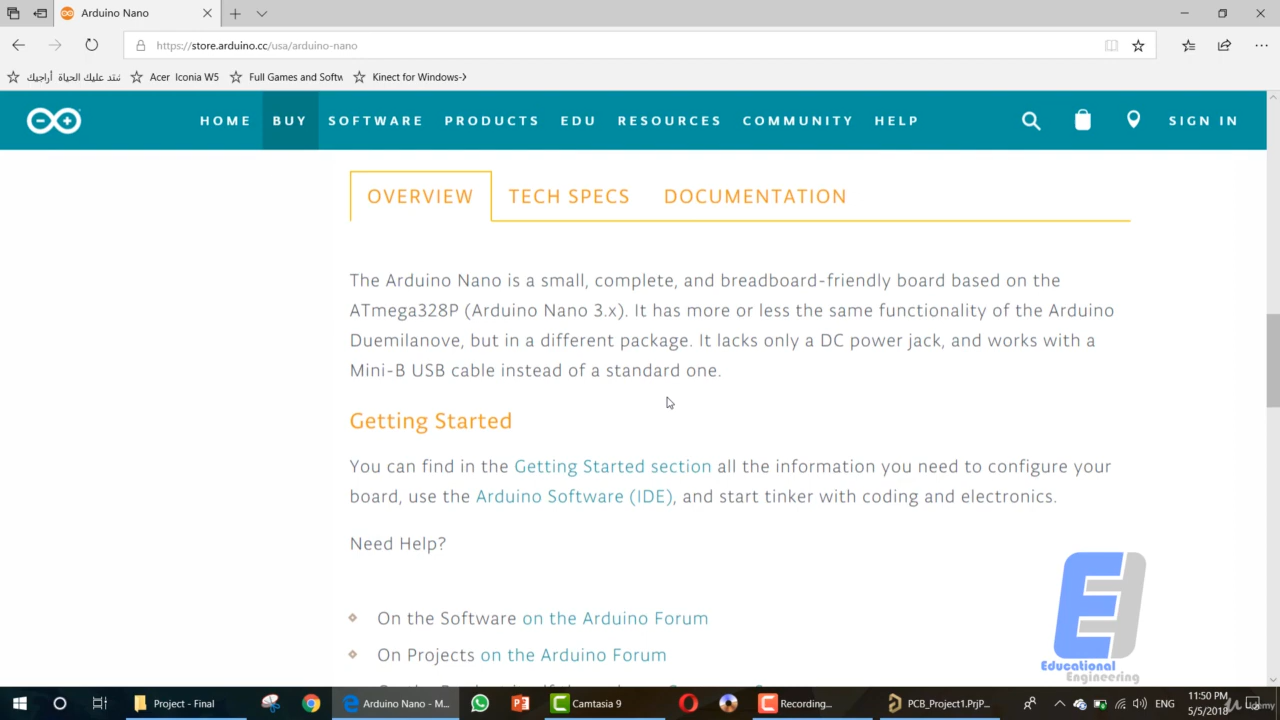 Arduino Nano
https://store.arduino.cc/usa/arduino-nano
Acer Iconia W5
Full Games and Softw
Kinect for Windows
HOME BUY SOFTWARE PRODUCTS EDU RESOURCES COMMUNITY HELP SIGN IN
OVERVIEW TECH SPECS DOCUMENTATION
The Arduino Nano is a small, complete, and breadboard-friendly board based on the
ATmega328P (Arduino Nano 3.x). It has more or less the same functionality of the Arduino
Duemilanove, but in a different package. It lacks only a DC power jack, and works with a
Mini-B USB cable instead of a standard one.
Getting Started
You can find in the Getting Started section all the information you need to configure your
board, use the Arduino Software (IDE), and start tinker with coding and electronics.
Need Help?
On the Software on the Arduino Forum
On Projects on the Arduino Forum
Educational
Engineering
Project - Final
Arduino Nano - M...
Camtasia 9
Recording...
PCB_Project1.PrjP...
ENG
11:50 PM
5/5/2018
Udemy